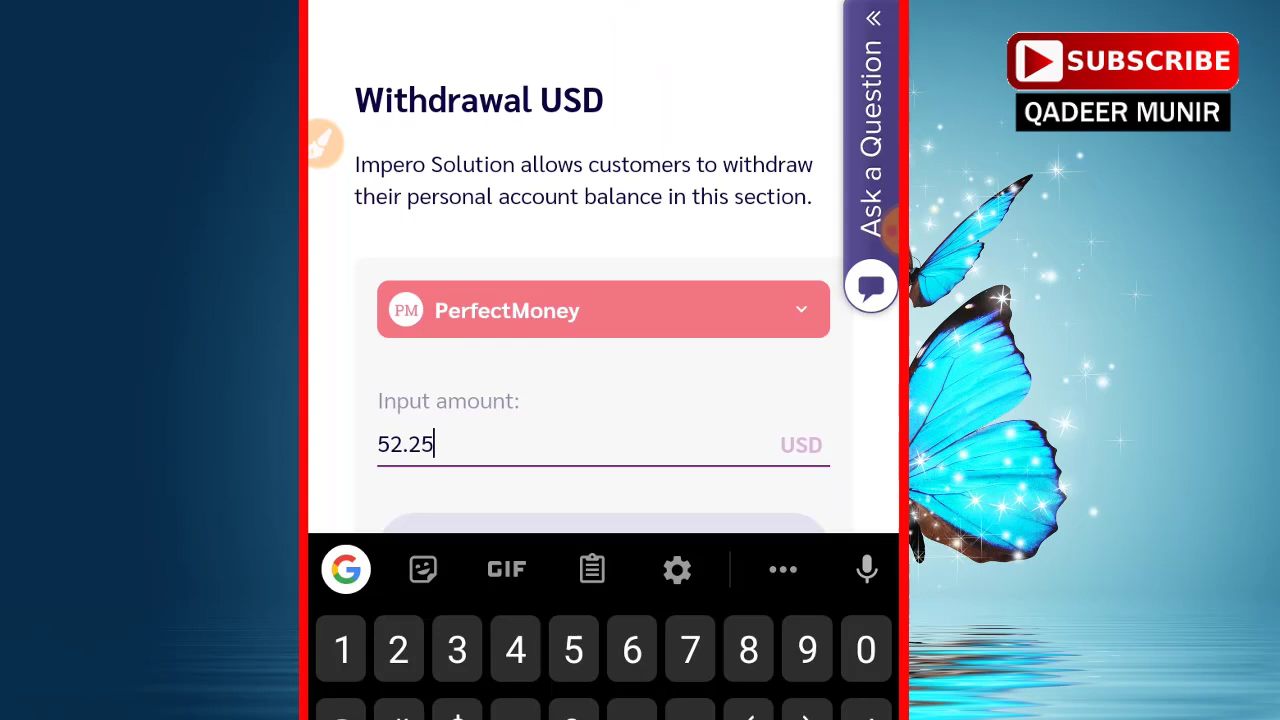 Withdrawal USD
Impero Solution allows customers to withdraw
their personal account balance in this section.
PM PerfectMoney
Input amount:
52.25 USD
Ask a Question
SUBSCRIBE
QADEER MUNIR
G GIF
1 2 3 4 5 6 7 8 9 0